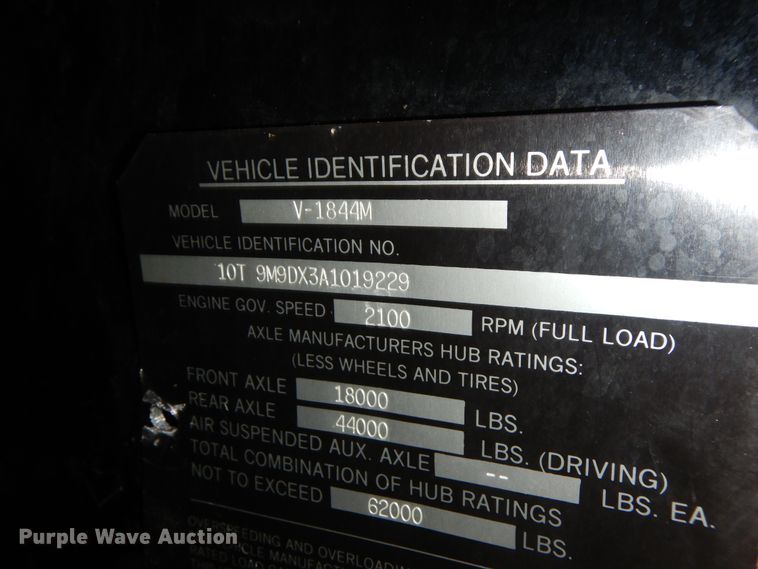 VEHICLE IDENTIFICATION DATA
MODEL V-1844M
VEHICLE IDENTIFICATION NO.
10T 9M9DX3A1019229
ENGINE GOV. SPEED 2100 RPM (FULL LOAD)
AXLE MANUFACTURERS HUB RATINGS:
(LESS WHEELS AND TIRES)
FRONT AXLE 18000 LBS.
REAR AXLE 44000 LBS. (DRIVING)
AIR SUSPENDED AUX. AXLE -- LBS. EA.
TOTAL COMBINATION OF HUB RATINGS
NOT TO EXCEED 62000 LBS.
AND OVERLOADING
Purple Wave Auction